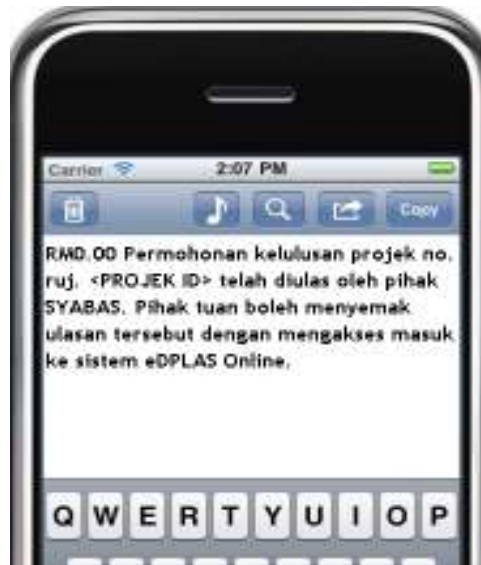 Carrier 2:07 PM
Copy
RM0.00 Permohonan kelulusan projek no.
ruj. <PROJEK ID> telah diulas oleh pihak
SYABAS. Pihak tuan boleh menyemak
ulasan tersebut dengan mengakses masuk
ke sistem eDPLAS Online.
Q W E R T Y U I O P